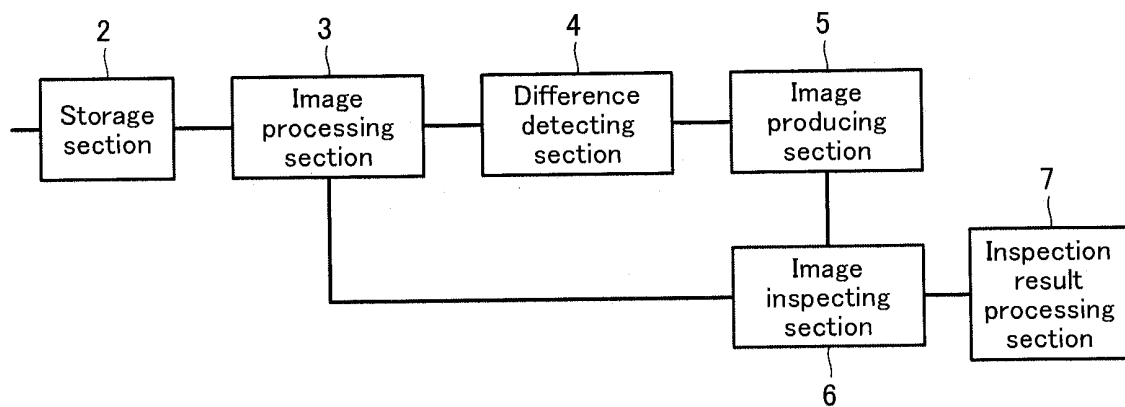 2
Storage
section
3
Image
processing
section
4
Difference
detecting
section
5
Image
producing
section
Image
inspecting
section
6
7
Inspection
result
processing
section